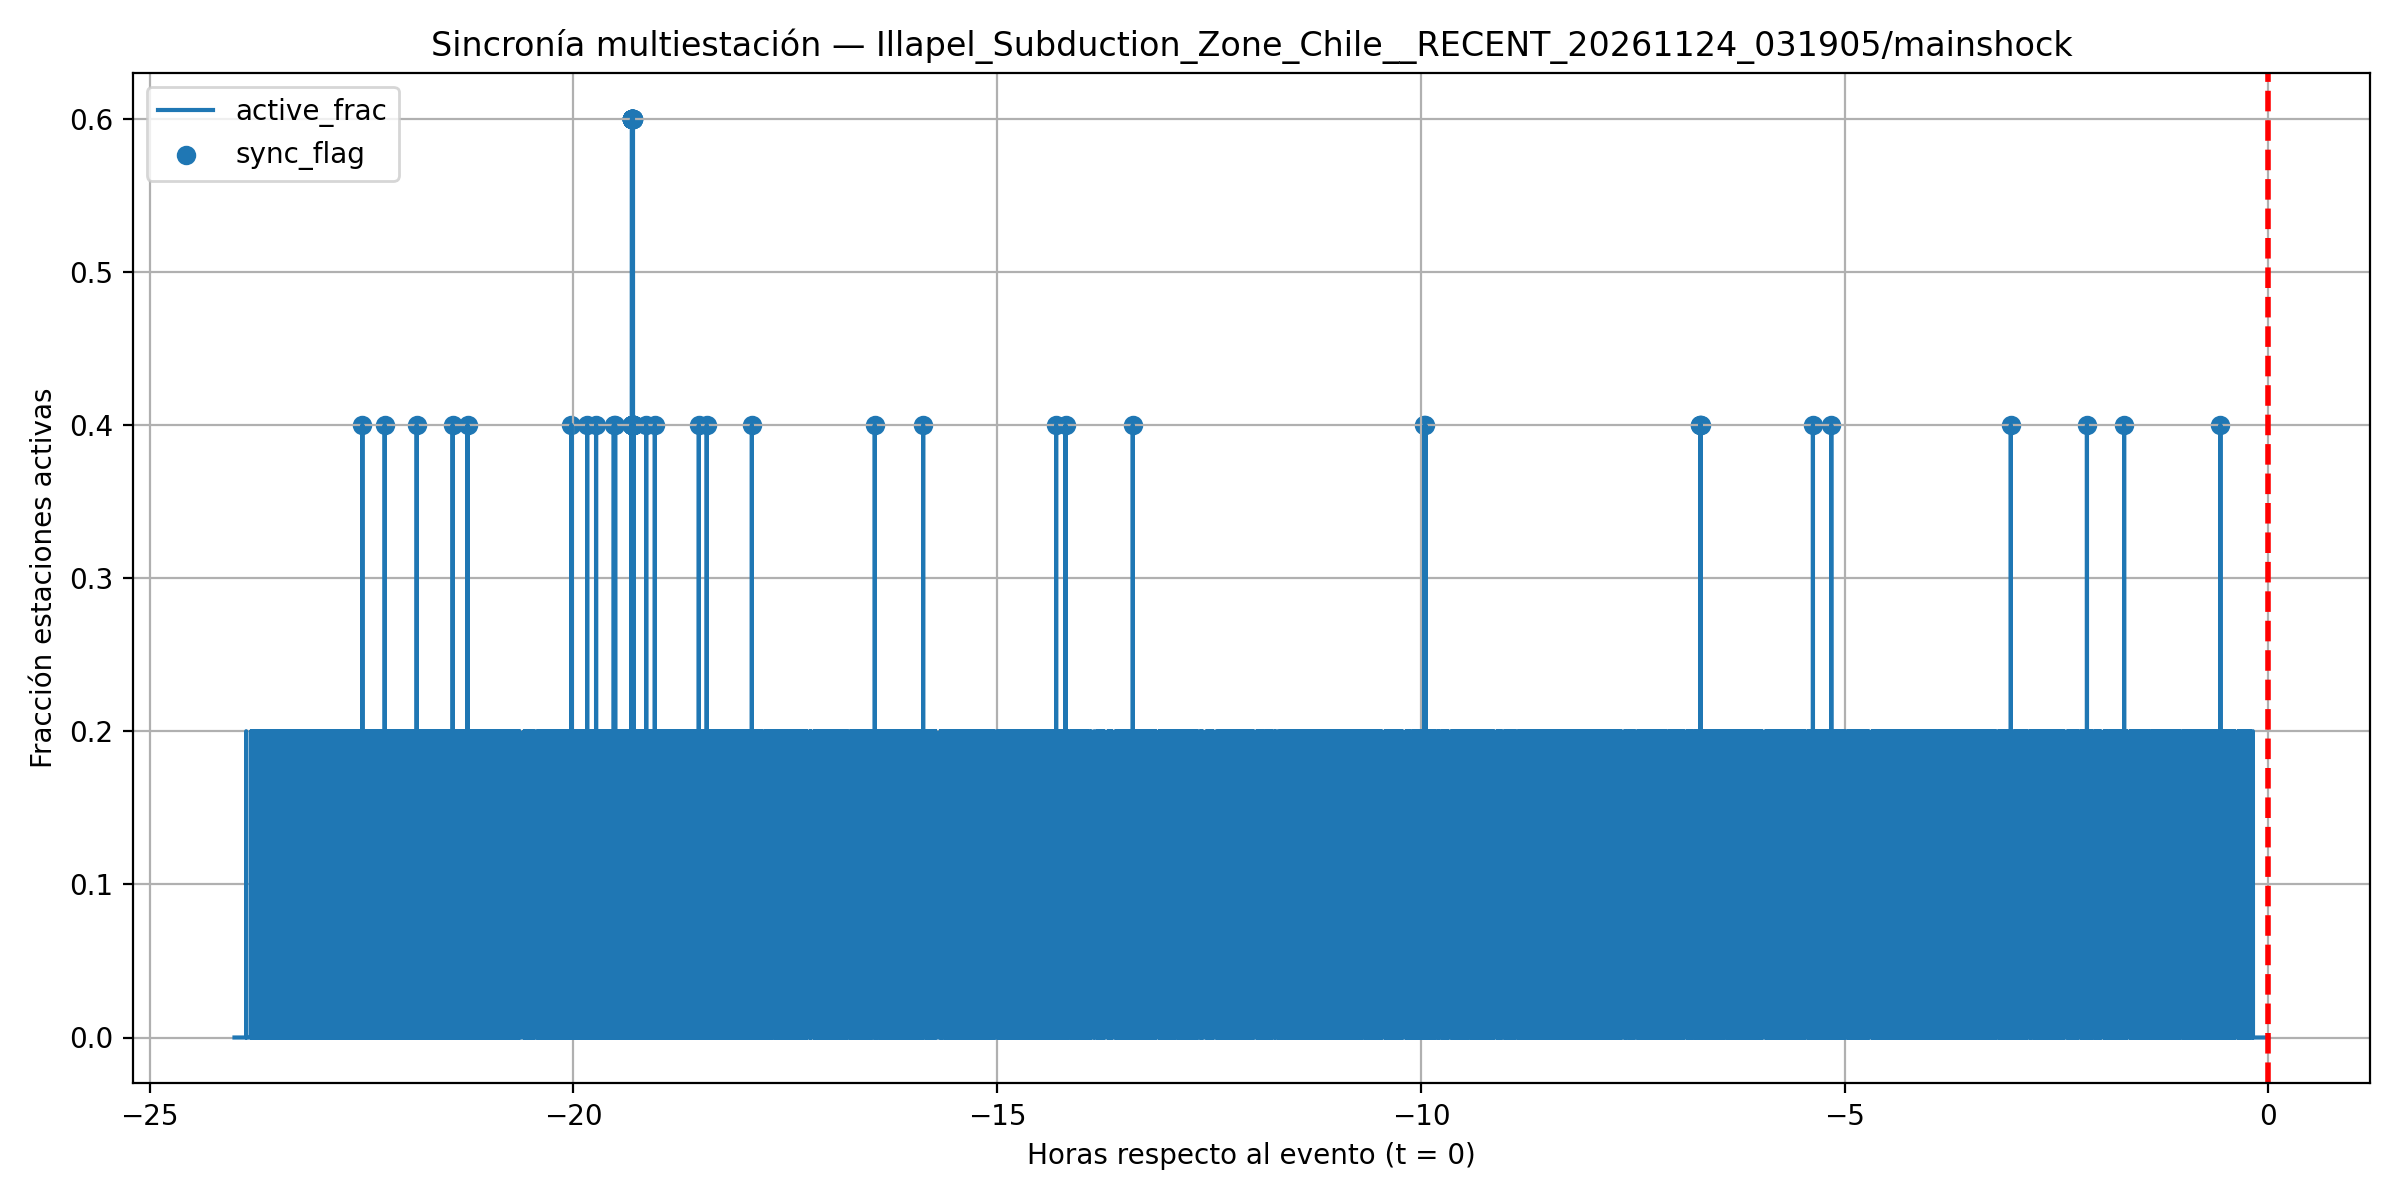 Sincronía multiestación — Illapel_Subduction_Zone_Chile__RECENT_20261124_031905/mainshock
active_frac
sync_flag
Fracción estaciones activas
0.6
0.5
0.4
0.3
0.2
0.1
0.0
−25 −20 −15 −10 −5 0
Horas respecto al evento (t = 0)